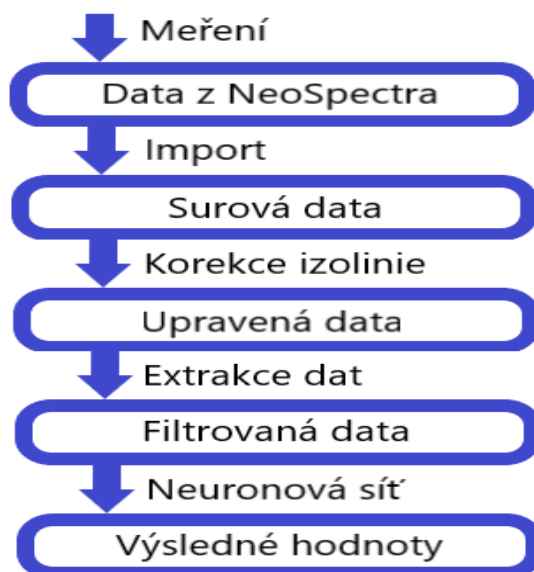 Měření
Data z NeoSpectra
Import
Surová data
Korekce izolinie
Upravená data
Extrakce dat
Filtrovaná data
Neuronová síť
Výsledné hodnoty